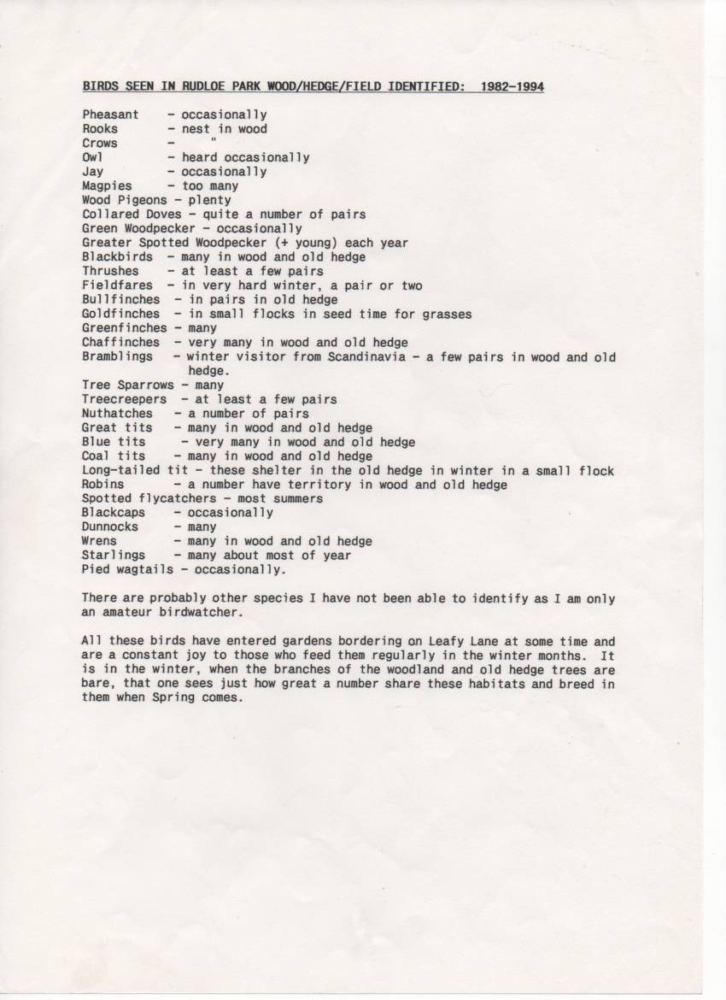 BIRDS SEEN IN RUDLOE PARK WOOD/HEDGE/FIELD IDENTIFIED: 1982-1994
Pheasant - occasionally
Rooks - nest in wood
Crows - "
Owl - heard occasionally
Jay - occasionally
Magpies - too many
Wood Pigeons - plenty
Collared Doves - quite a number of pairs
Green Woodpecker - occasionally
Greater Spotted Woodpecker (+ young) each year
Blackbirds - many in wood and old hedge
Thrushes - at least a few pairs
Fieldfares - in very hard winter, a pair or two
Bullfinches - in pairs in old hedge
Goldfinches - in small flocks in seed time for grasses
Greenfinches - many
Chaffinches - very many in wood and old hedge
Bramblings - winter visitor from Scandinavia - a few pairs in wood and old
hedge.
Tree Sparrows - many
Treecreepers - at least a few pairs
Nuthatches - a number of pairs
Great tits - many in wood and old hedge
Blue tits - very many in wood and old hedge
Coal tits - many in wood and old hedge
Long-tailed tit - these shelter in the old hedge in winter in a small flock
Robins - a number have territory in wood and old hedge
Spotted flycatchers - most summers
Blackcaps - occasionally
Dunnocks - many
Wrens - many in wood and old hedge
Starlings - many about most of year
Pied wagtails - occasionally.
There are probably other species I have not been able to identify as I am only
an amateur birdwatcher.
All these birds have entered gardens bordering on Leafy Lane at some time and
are a constant joy to those who feed them regularly in the winter months. It
is in the winter, when the branches of the woodland and old hedge trees are
bare, that one sees just how great a number share these habitats and breed in
them when Spring comes.